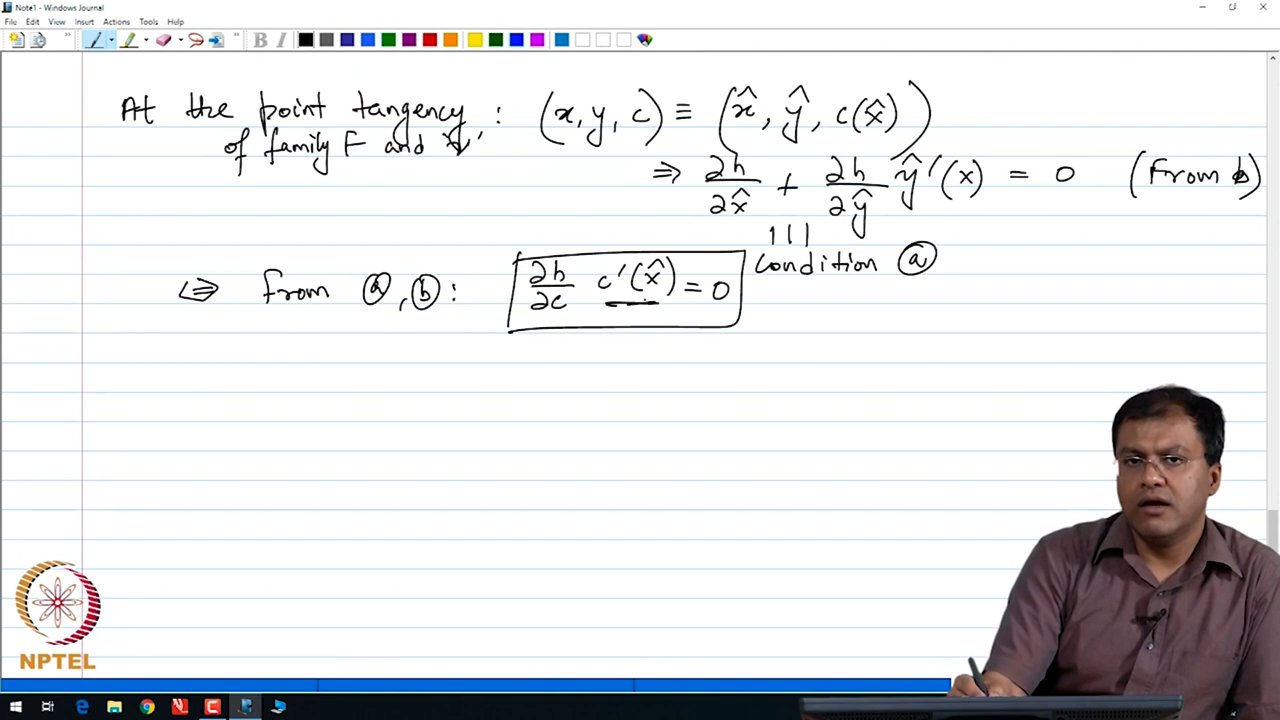 Note1 - Windows Journal
File Edit View Insert Actions Tools Help
B I
At the point tangency : (x, y, c) ≡ (x̂, ŷ, c(x̂))
of family F and
⇒ ∂h/∂x̂ + ∂h/∂ŷ ŷ'(x) = 0 (From b)
condition ⓐ
⇔ from ⓐ, ⓑ : ∂h/∂c c'(x̂) = 0
NPTEL